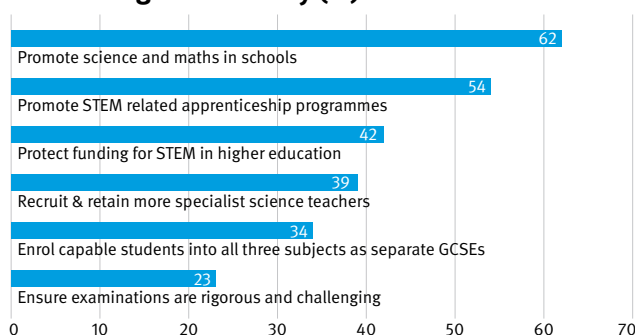 62
Promote science and maths in schools
54
Promote STEM related apprenticeship programmes
42
Protect funding for STEM in higher education
39
Recruit & retain more specialist science teachers
34
Enrol capable students into all three subjects as separate GCSEs
23
Ensure examinations are rigorous and challenging
0 10 20 30 40 50 60 70